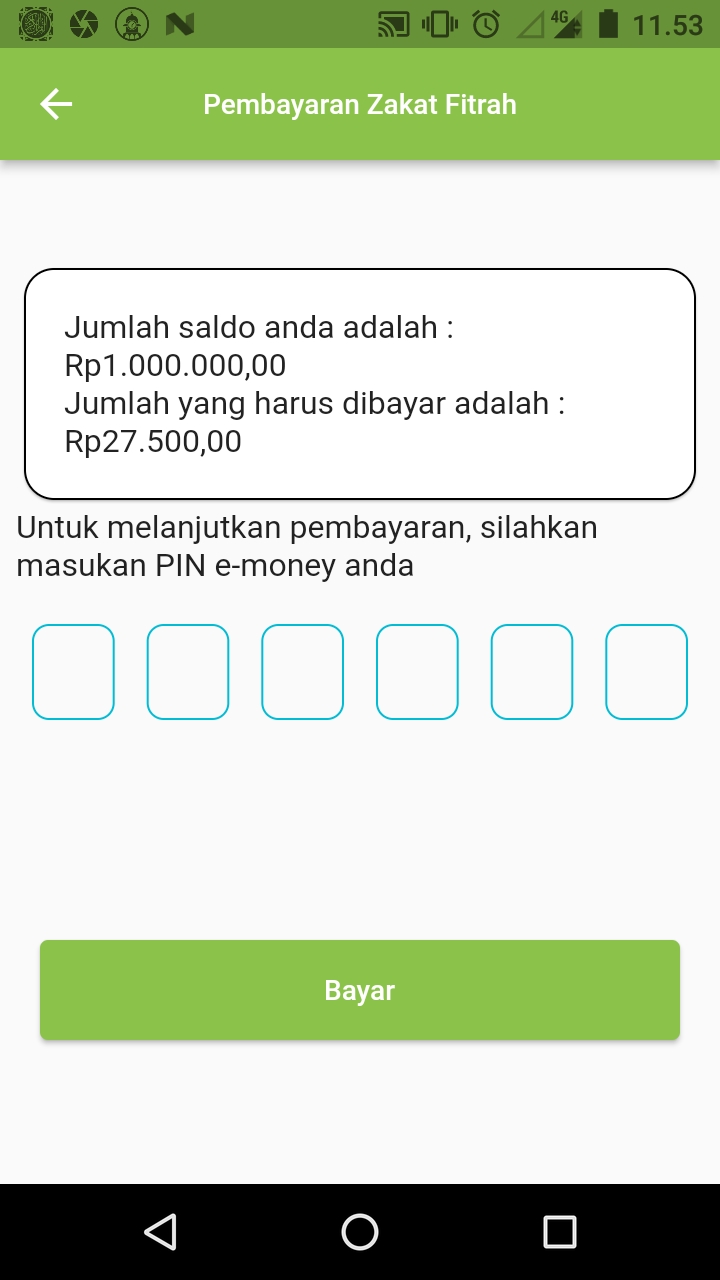 4G 11.53
Pembayaran Zakat Fitrah
Jumlah saldo anda adalah :
Rp1.000.000,00
Jumlah yang harus dibayar adalah :
Rp27.500,00
Untuk melanjutkan pembayaran, silahkan
masukan PIN e-money anda
Bayar